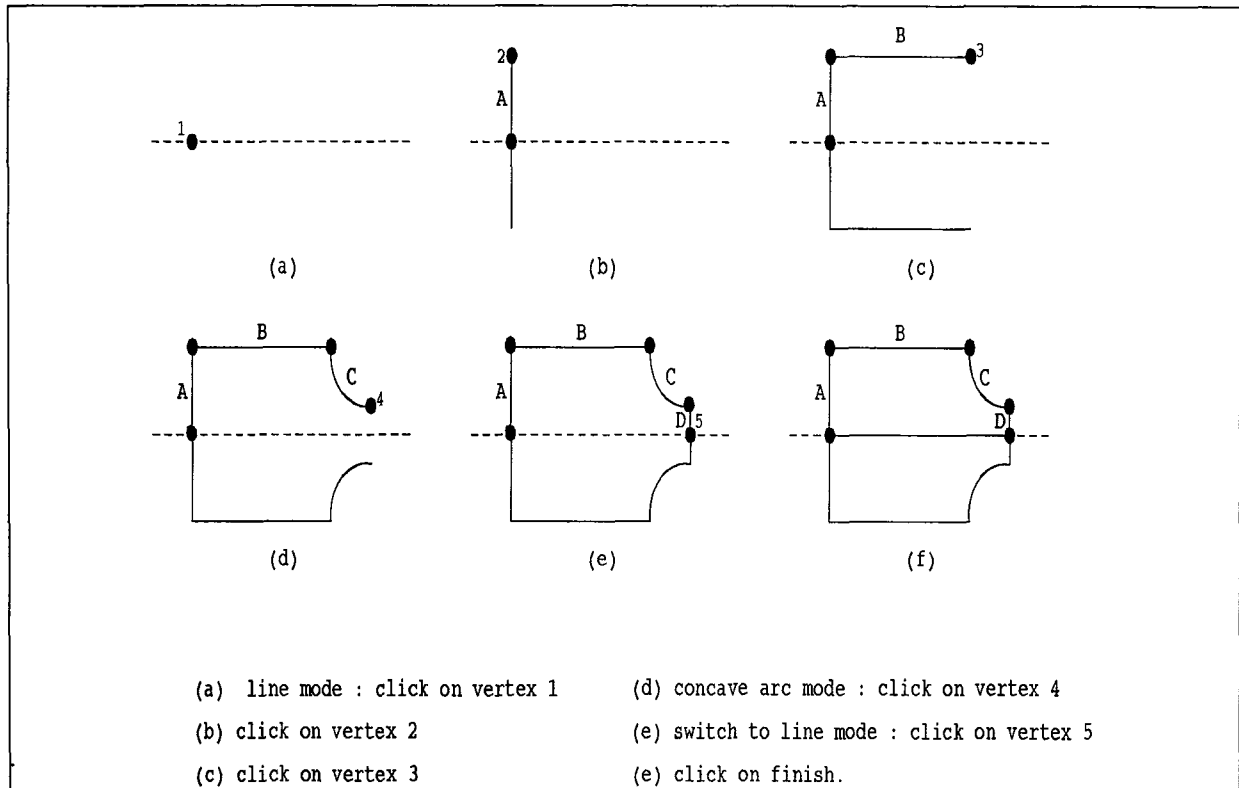 1
(a)
2
A
(b)
B
3
A
(c)
B
A
C
4
(d)
B
A
C
D 5
(e)
B
A
C
D
(f)
(a) line mode : click on vertex 1
(b) click on vertex 2
(c) click on vertex 3
(d) concave arc mode : click on vertex 4
(e) switch to line mode : click on vertex 5
(e) click on finish.